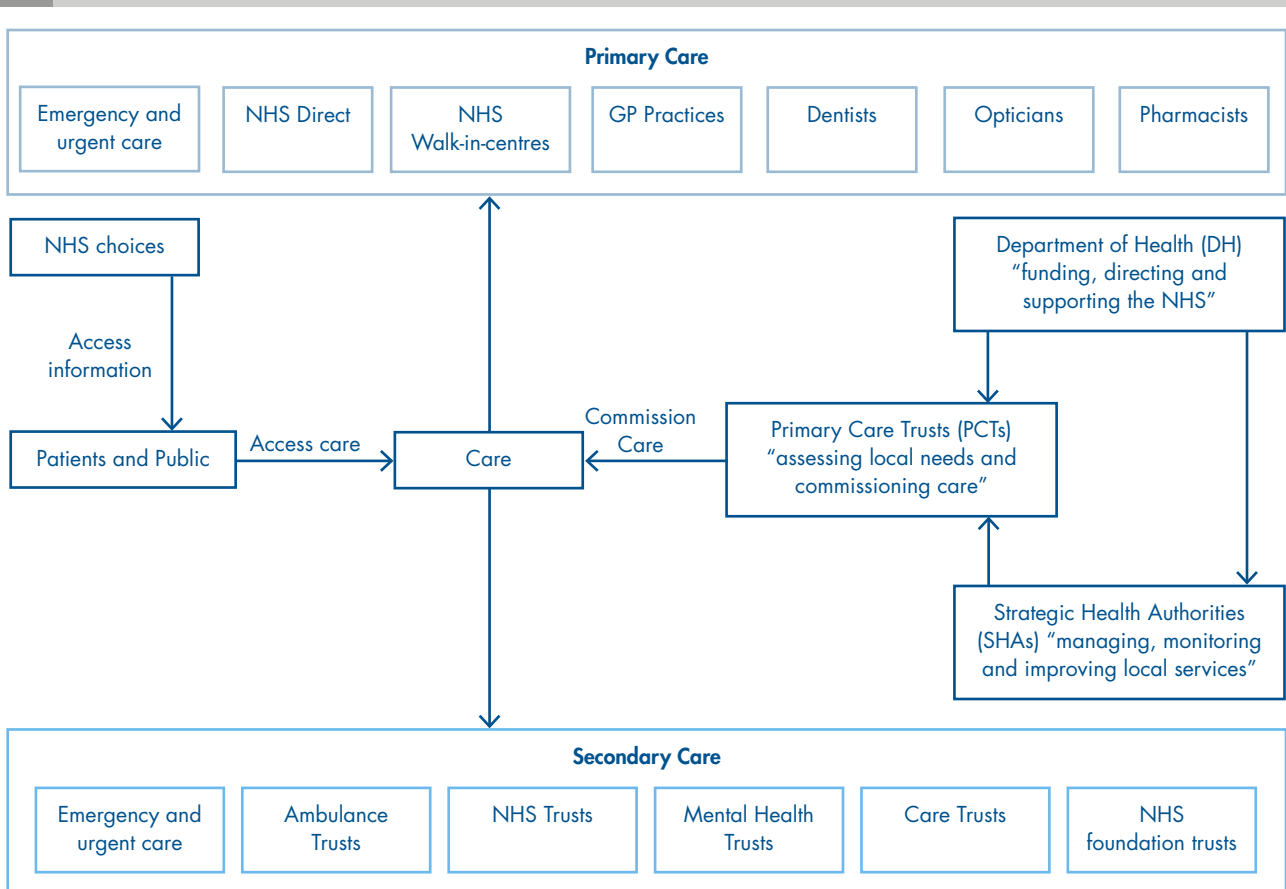 Primary Care
Emergency and
urgent care
NHS Direct
NHS
Walk-in-centres
GP Practices
Dentists
Opticians
Pharmacists
NHS choices
Department of Health (DH)
“funding, directing and
supporting the NHS”
Access
information
Patients and Public
Access care
Care
Commission
Care
Primary Care Trusts (PCTs)
“assessing local needs and
commissioning care”
Strategic Health Authorities
(SHAs) “managing, monitoring
and improving local services”
Secondary Care
Emergency and
urgent care
Ambulance
Trusts
NHS Trusts
Mental Health
Trusts
Care Trusts
NHS
foundation trusts